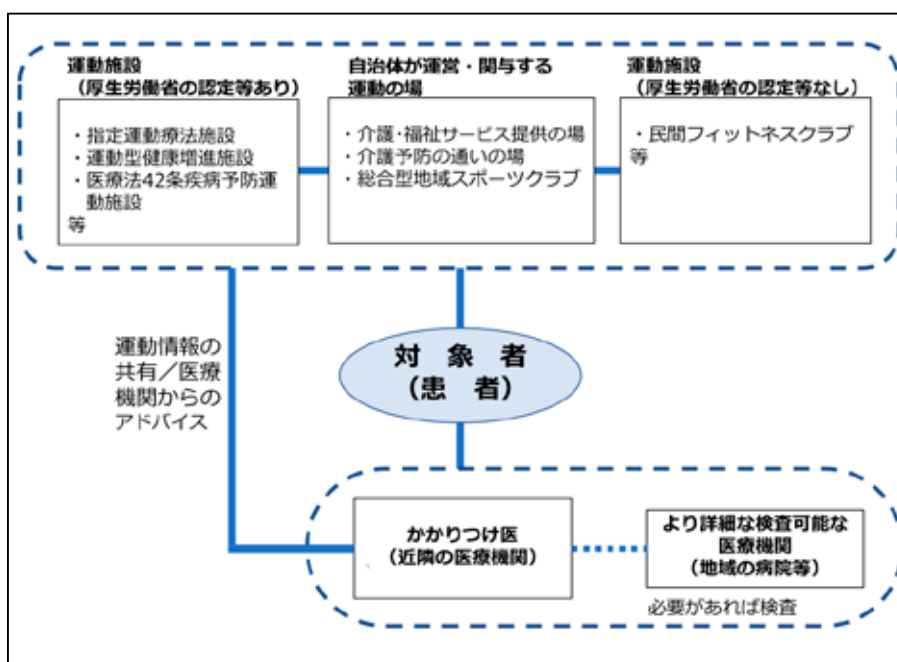 運動施設
（厚生労働省の認定等あり）
・指定運動療法施設
・運動型健康増進施設
・医療法42条疾病予防運
動施設
等
自治体が運営・関与する
運動の場
・介護・福祉サービス提供の場
・介護予防の通いの場
・総合型地域スポーツクラブ
運動施設
（厚生労働省の認定等なし）
・民間フィットネスクラブ
等
運動情報の
共有／医療
機関からの
アドバイス
対　象　者
（患　者）
かかりつけ医
（近隣の医療機関）
より詳細な検査可能な
医療機関
（地域の病院等）
必要があれば検査